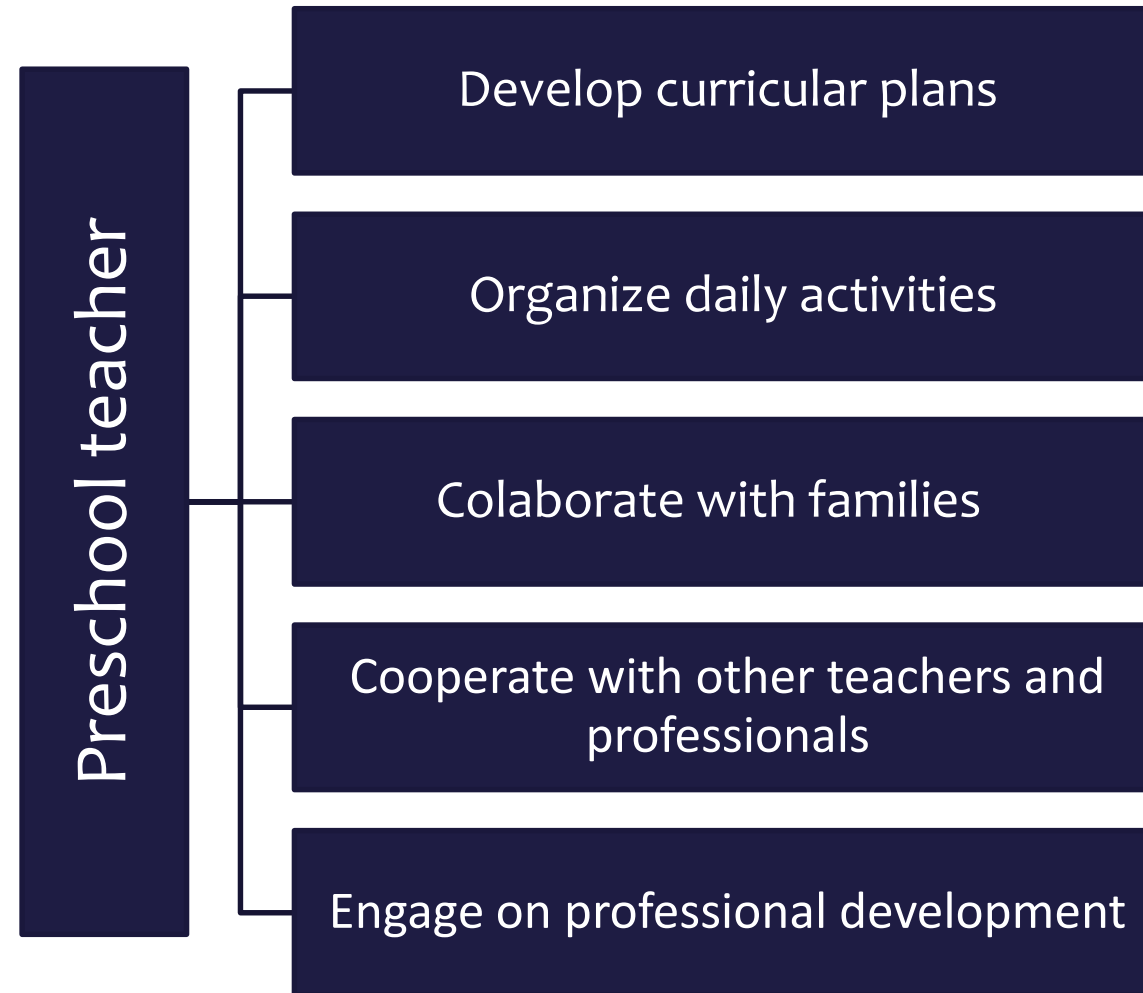 Preschool teacher
Develop curricular plans
Organize daily activities
Colaborate with families
Cooperate with other teachers and
professionals
Engage on professional development